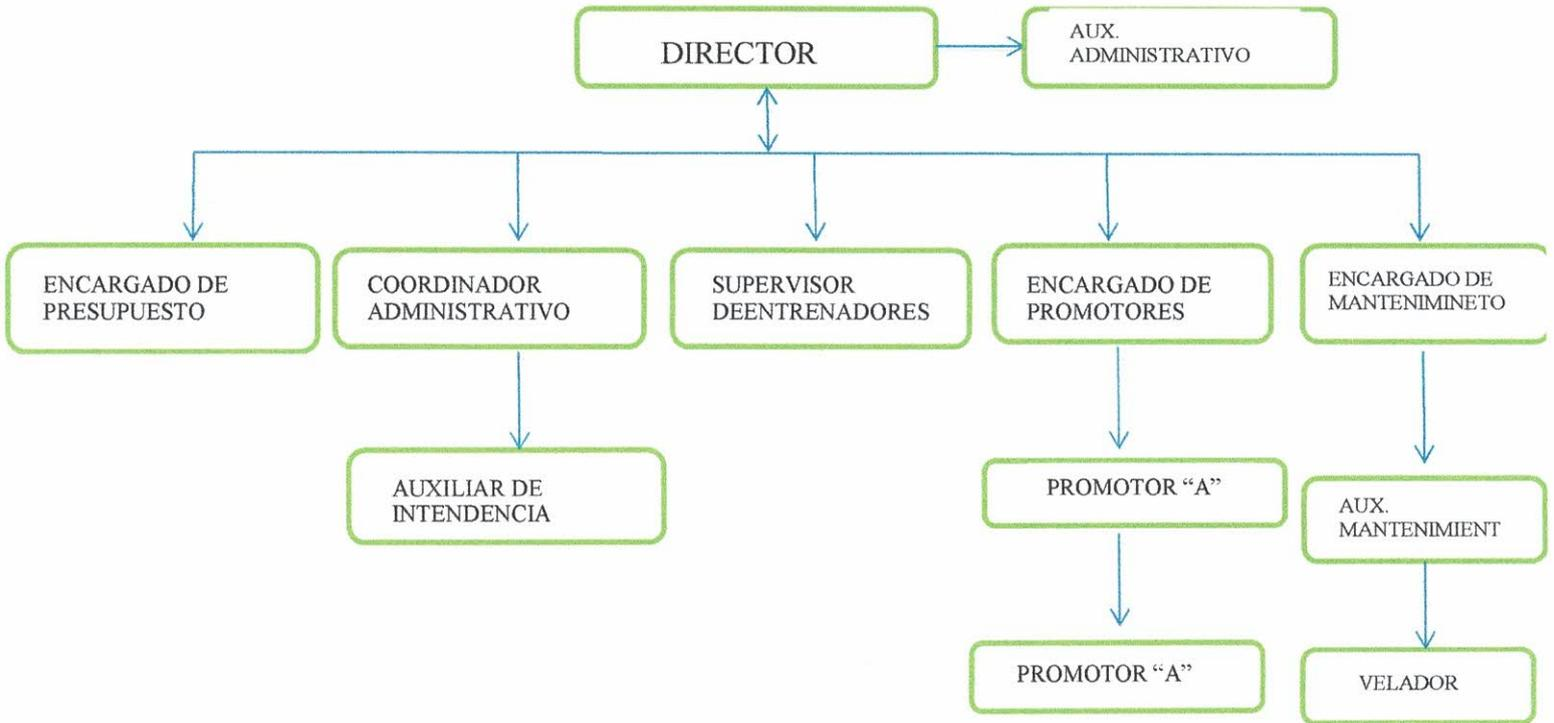 DIRECTOR
AUX.
ADMINISTRATIVO
ENCARGADO DE
PRESUPUESTO
COORDINADOR
ADMINISTRATIVO
SUPERVISOR
DEENTRENADORES
ENCARGADO DE
PROMOTORES
ENCARGADO DE
MANTENIMINETO
AUXILIAR DE
INTENDENCIA
PROMOTOR “A”
AUX.
MANTENIMIENT
PROMOTOR “A”
VELADOR